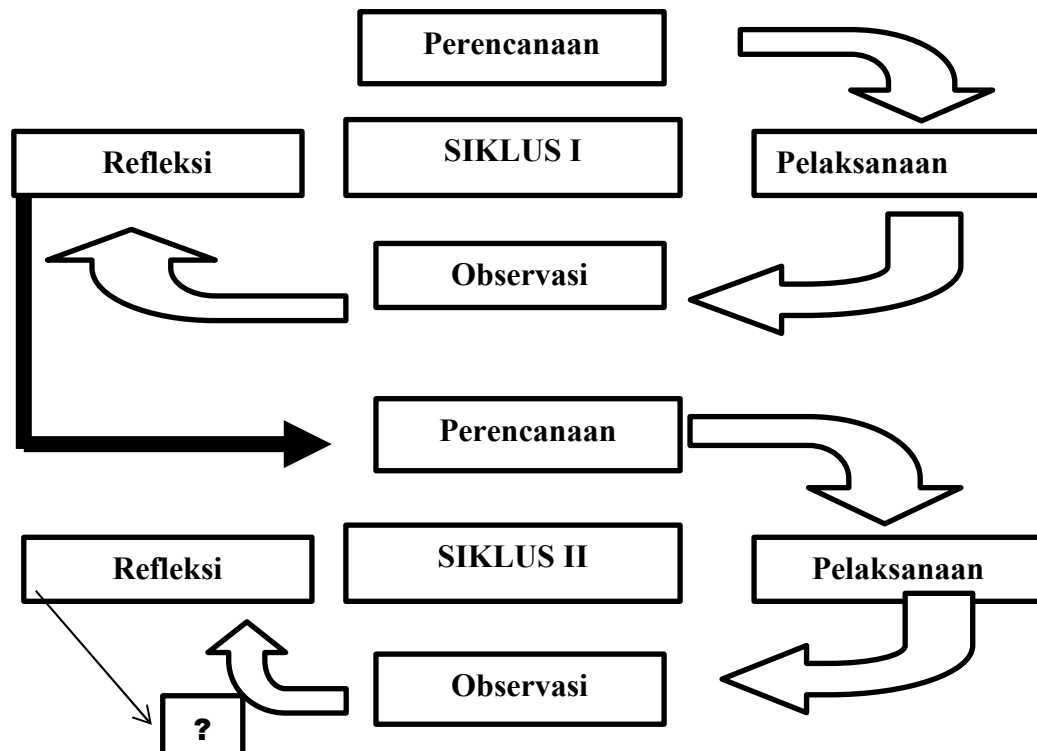 Perencanaan
Refleksi
SIKLUS I
Pelaksanaan
Observasi
Perencanaan
Refleksi
SIKLUS II
Pelaksanaan
Observasi
?